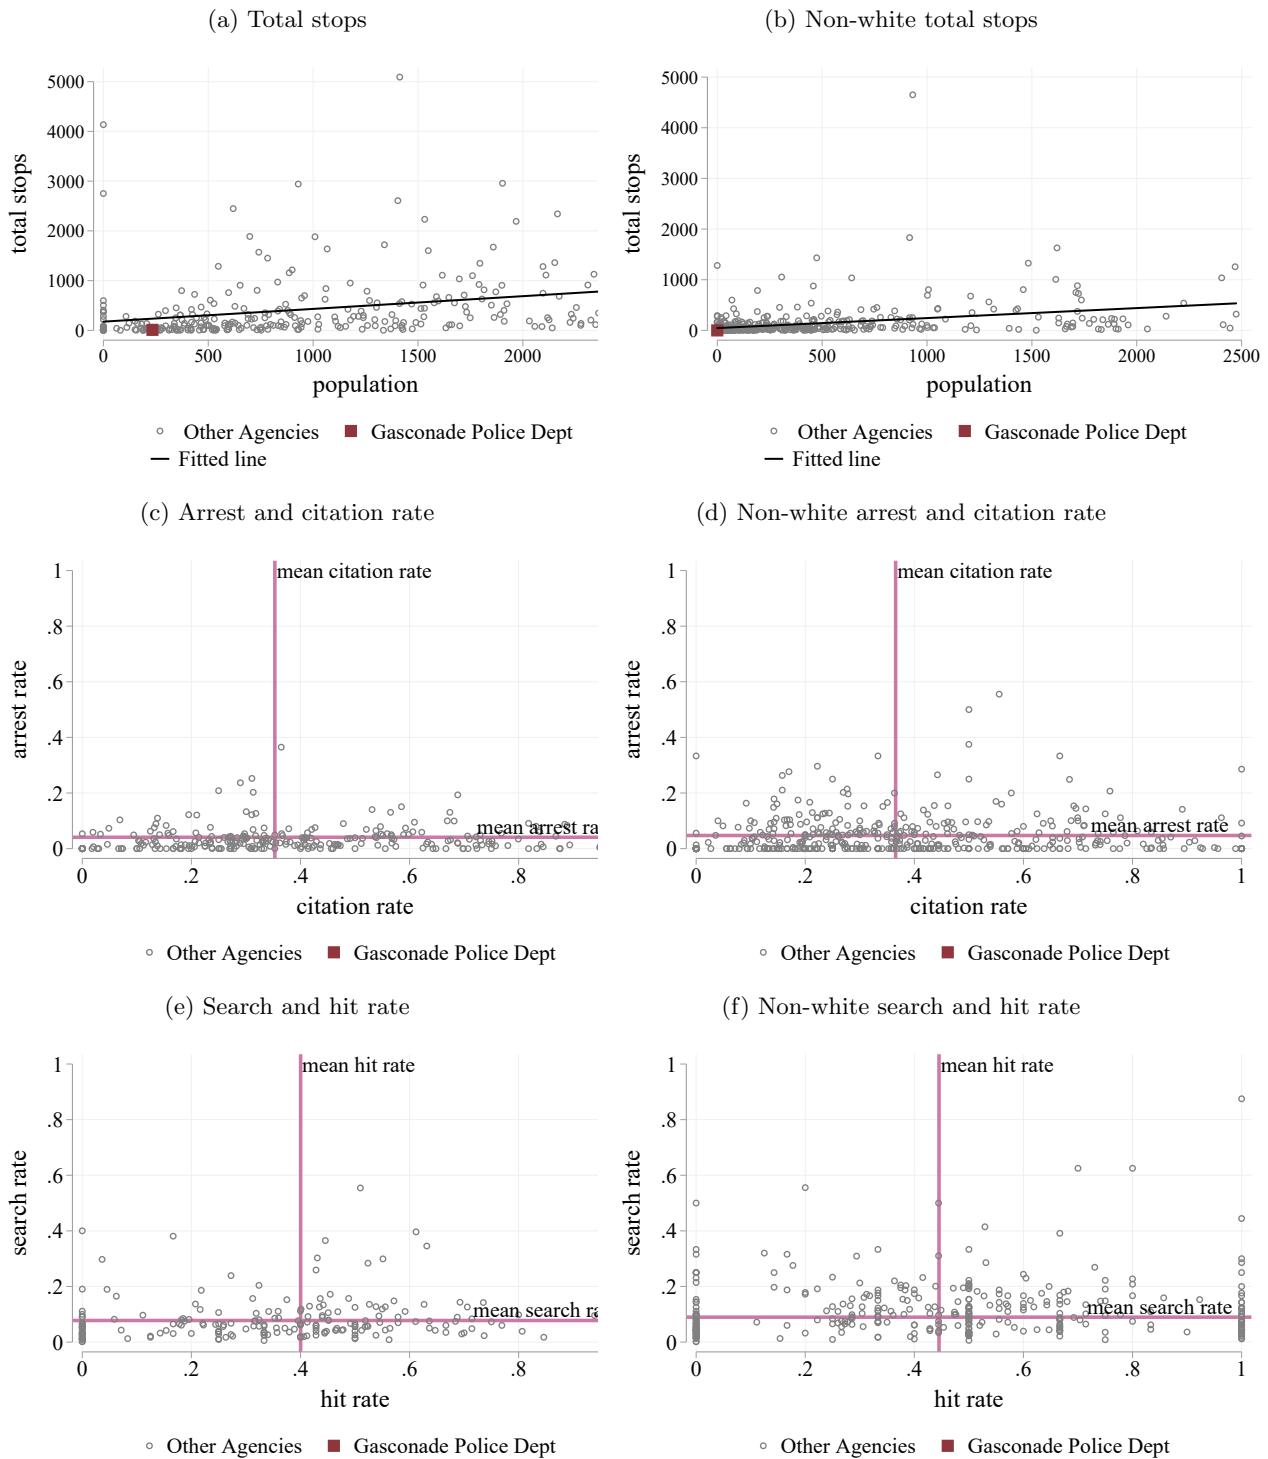 (a) Total stops
(b) Non-white total stops
total stops
5000
4000
3000
2000
1000
0
0 500 1000 1500 2000
population
Other Agencies Gasconade Police Dept
Fitted line
total stops
5000
4000
3000
2000
1000
0
0 500 1000 1500 2000 2500
population
Other Agencies Gasconade Police Dept
Fitted line
(c) Arrest and citation rate
(d) Non-white arrest and citation rate
arrest rate
1
.8
.6
.4
.2
0
mean citation rate
mean arrest ra
0 .2 .4 .6 .8
citation rate
Other Agencies Gasconade Police Dept
arrest rate
1
.8
.6
.4
.2
0
mean citation rate
mean arrest rate
0 .2 .4 .6 .8 1
citation rate
Other Agencies Gasconade Police Dept
(e) Search and hit rate
(f) Non-white search and hit rate
search rate
1
.8
.6
.4
.2
0
mean hit rate
mean search ra
0 .2 .4 .6 .8
hit rate
Other Agencies Gasconade Police Dept
search rate
1
.8
.6
.4
.2
0
mean hit rate
mean search rate
0 .2 .4 .6 .8 1
hit rate
Other Agencies Gasconade Police Dept